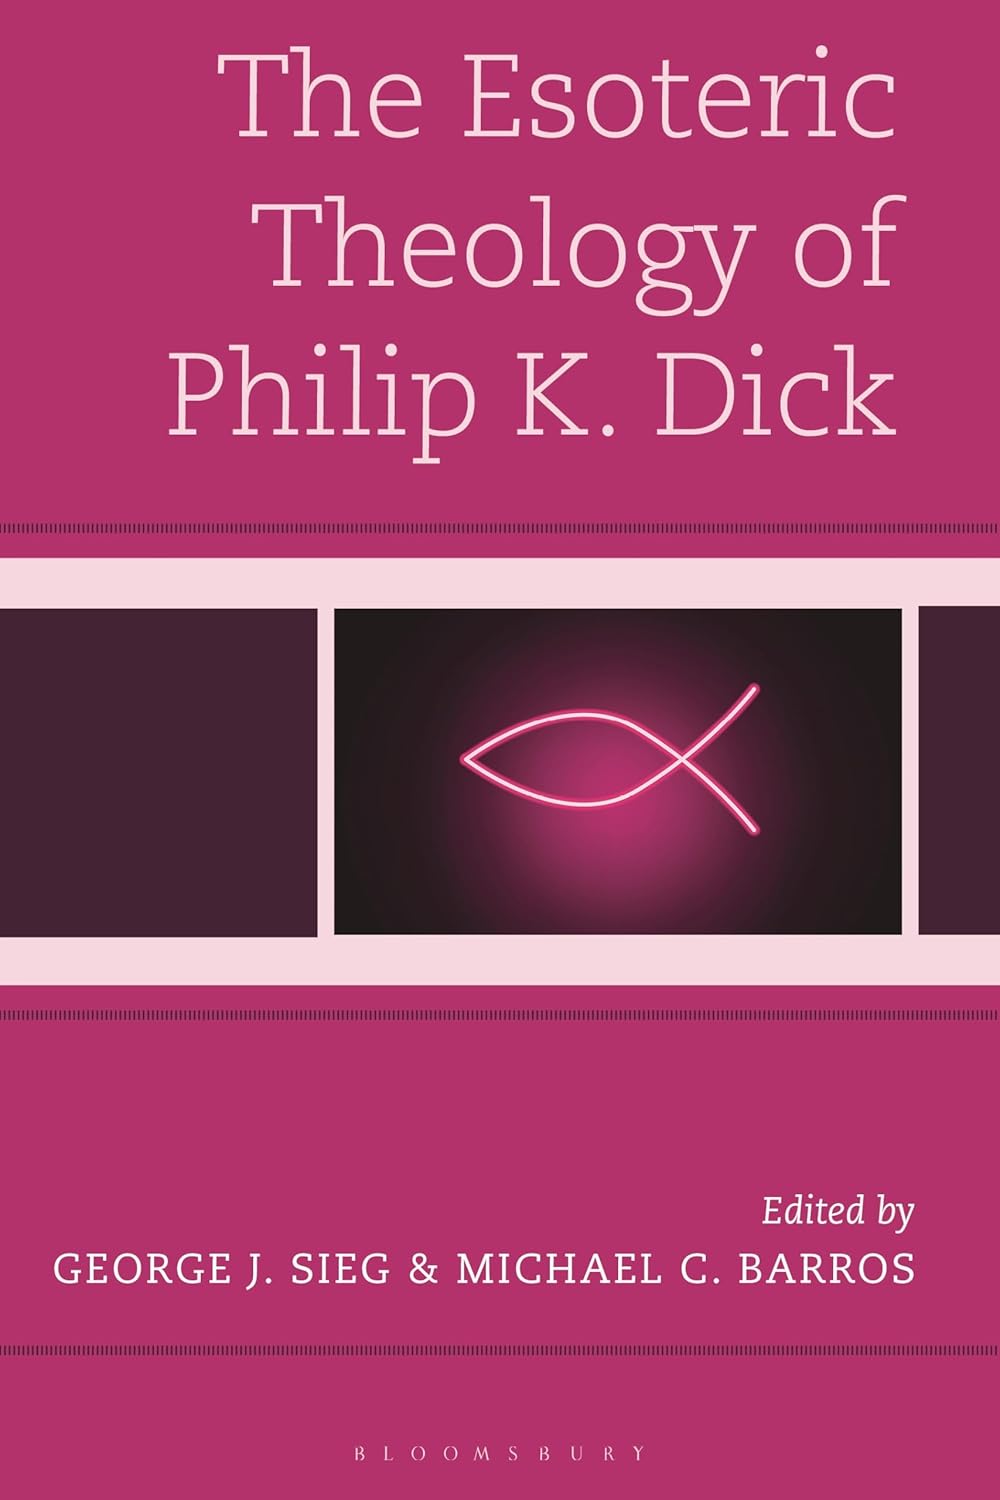 The Esoteric
Theology of
Philip K. Dick
Edited by
GEORGE J. SIEG & MICHAEL C. BARROS
BLOOMSBURY